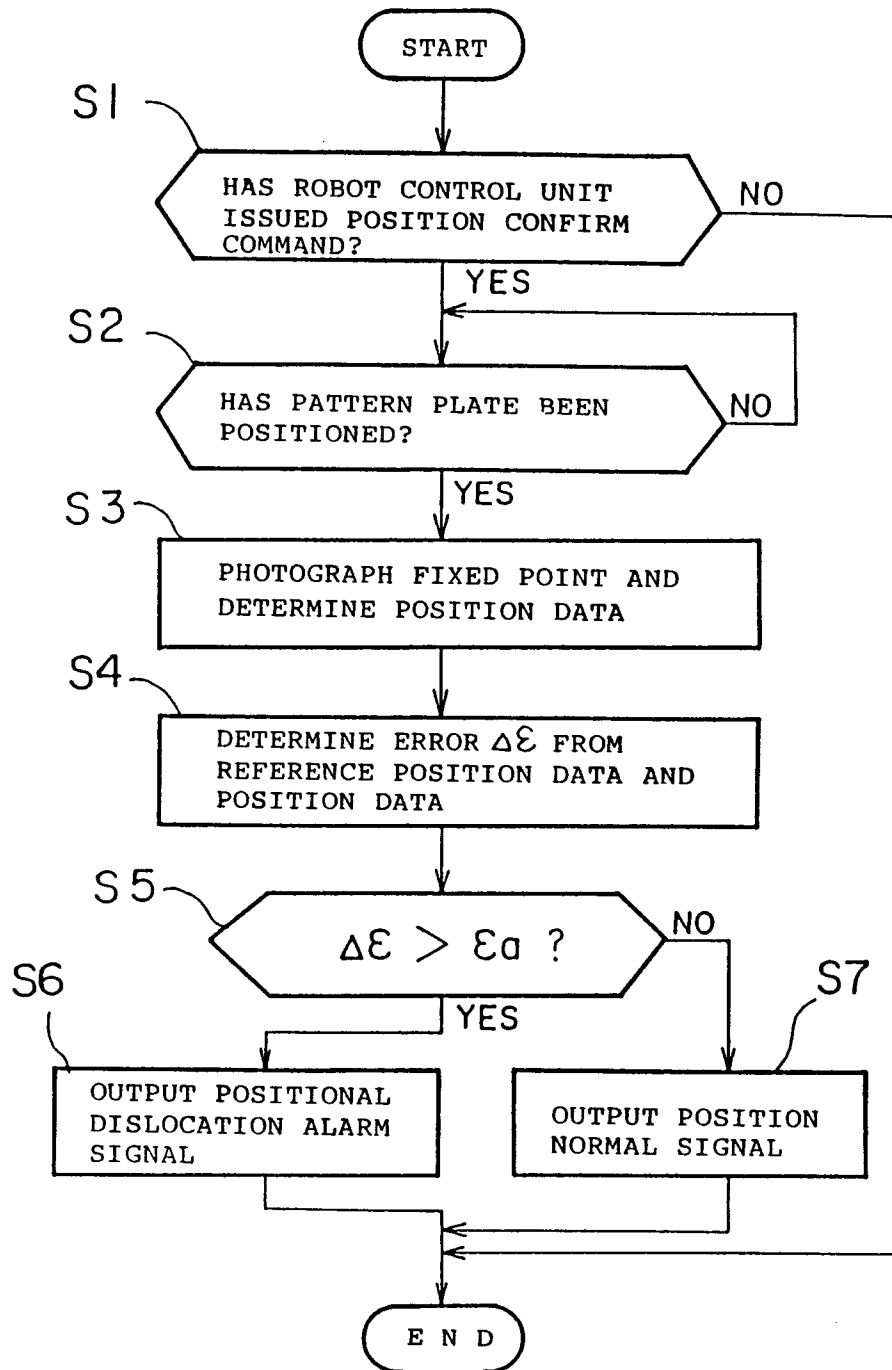 START
S1
HAS ROBOT CONTROL UNIT
ISSUED POSITION CONFIRM
COMMAND?
NO
YES
S2
HAS PATTERN PLATE BEEN
POSITIONED?
NO
YES
S3
PHOTOGRAPH FIXED POINT AND
DETERMINE POSITION DATA
S4
DETERMINE ERROR Δε FROM
REFERENCE POSITION DATA AND
POSITION DATA
S5
Δε > εa ?
NO
YES
S6
OUTPUT POSITIONAL
DISLOCATION ALARM
SIGNAL
S7
OUTPUT POSITION
NORMAL SIGNAL
END